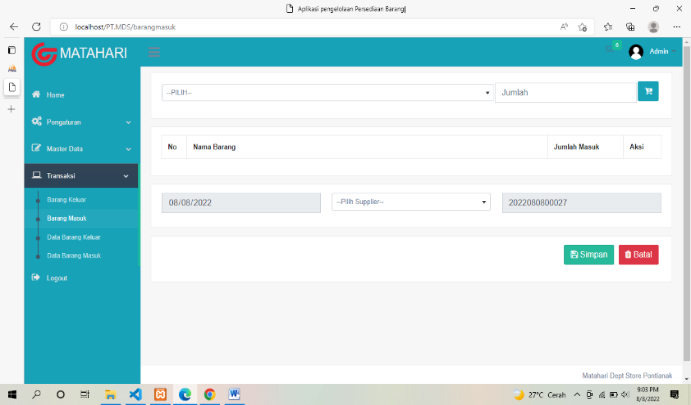 Aplikasi pengelolaan Persediaan Barang|
localhost/PT.MDS/barangmasuk
MATAHARI
Admin
Home
Pengaturan
Master Data
Transaksi
Barang Keluar
Barang Masuk
Data Barang Keluar
Data Barang Masuk
Logout
--PILIH--
Jumlah
No Nama Barang Jumlah Masuk Aksi
08/08/2022
--Pilih Supplier--
2022080800027
Simpan
Batal
Matahari Dept Store Pontianak
27°C Cerah
9:03 PM
8/8/2022